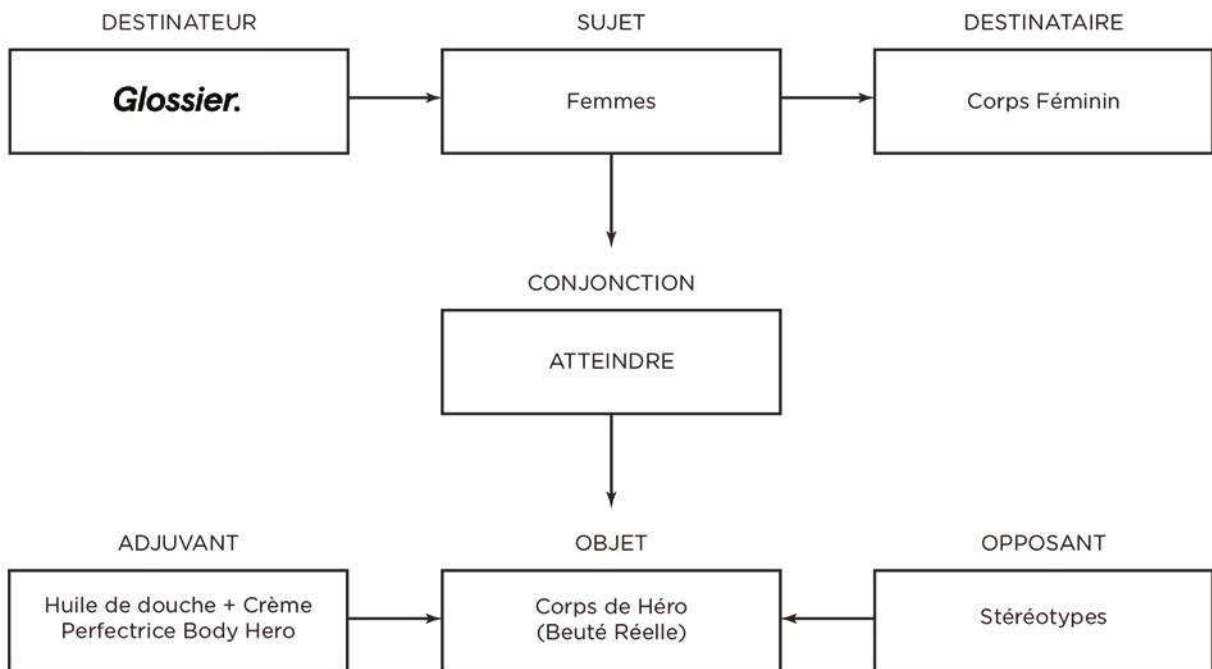 DESTINATEUR
SUJET
DESTINATAIRE
Glossier.
Femmes
Corps Féminin
CONJONCTION
ATTEINDRE
ADJUVANT
OBJET
OPPOSANT
Huile de douche + Crème
Perfectrice Body Hero
Corps de Héro
(Beuté Réelle)
Stéréotypes